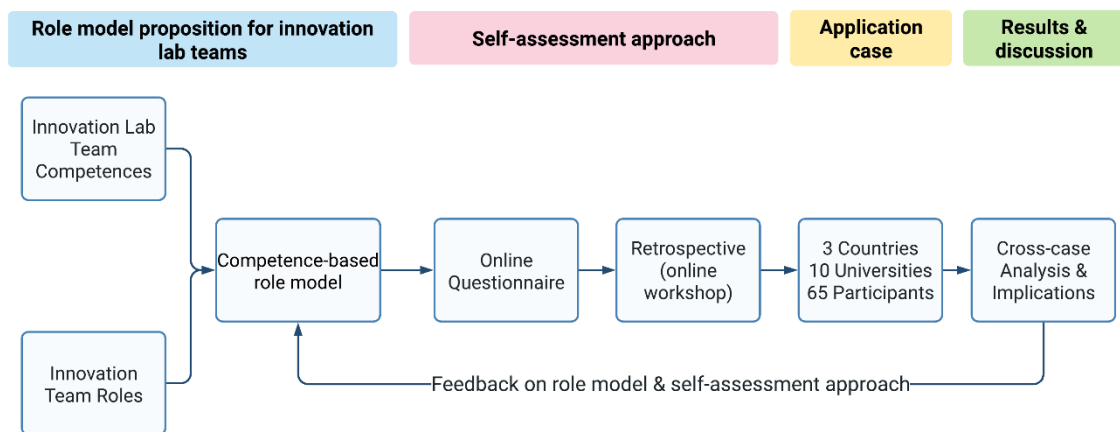 Role model proposition for innovation
lab teams
Self-assessment approach
Application
case
Results &
discussion
Innovation Lab
Team
Competences
Competence-based
role model
Online
Questionnaire
Retrospective
(online
workshop)
3 Countries
10 Universities
65 Participants
Cross-case
Analysis &
Implications
Innovation
Team Roles
Feedback on role model & self-assessment approach